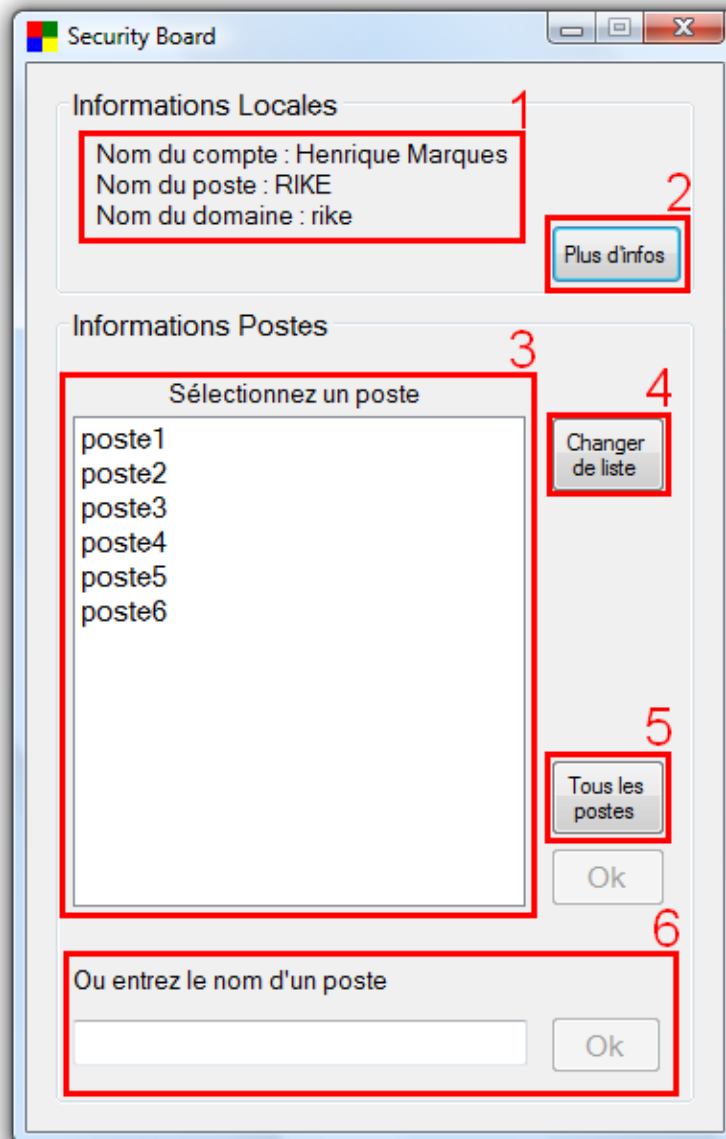 Security Board
Informations Locales
1
Nom du compte : Henrique Marques
Nom du poste : RIKE
Nom du domaine : rike
2
Plus d'infos
Informations Postes
3
Sélectionnez un poste
4
poste1
poste2
poste3
poste4
poste5
poste6
Changer
de liste
5
Tous les
postes
Ok
6
Ou entrez le nom d'un poste
Ok